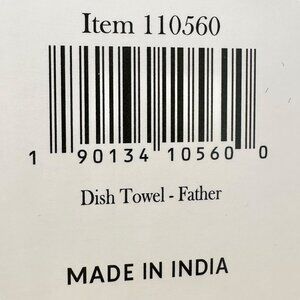 Item 110560
1 90134 10560 0
Dish Towel - Father
MADE IN INDIA